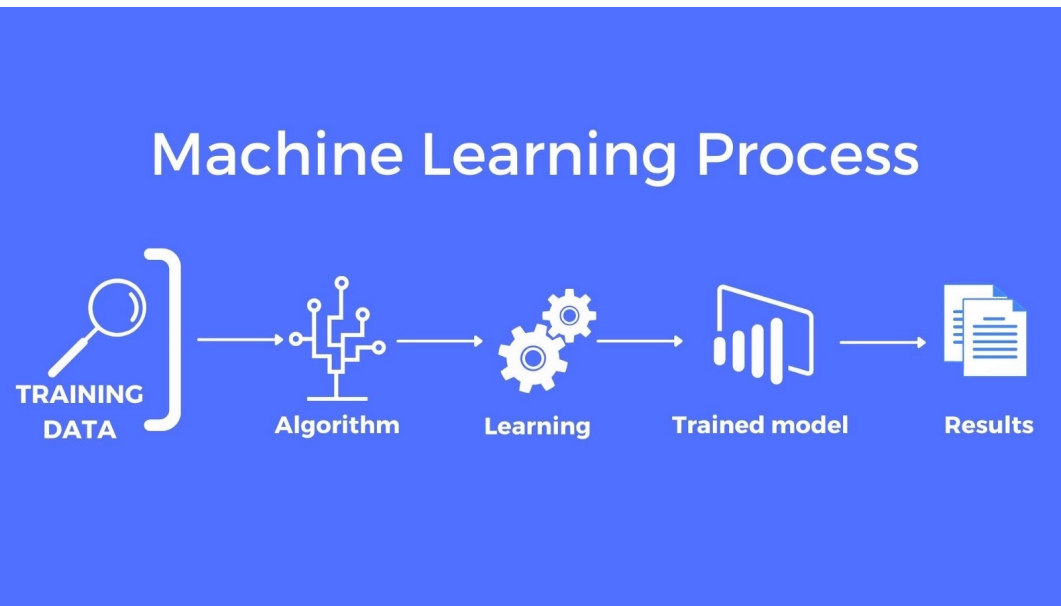 Machine Learning Process
TRAINING
DATA
Algorithm
Learning
Trained model
Results